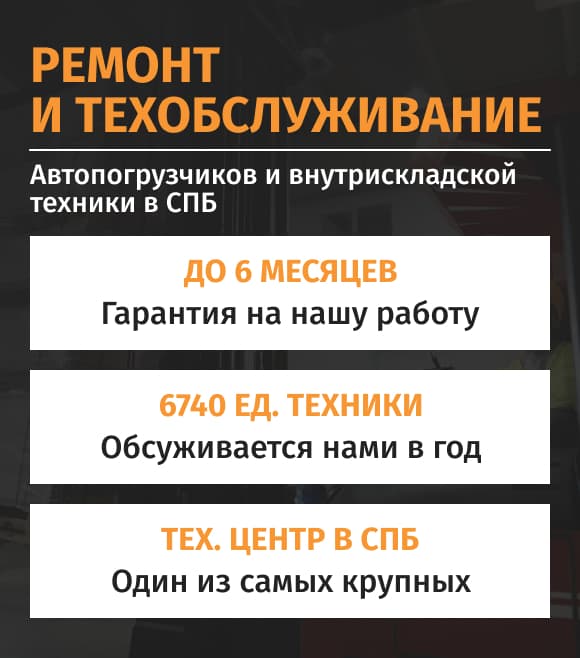 РЕМОНТ
И ТЕХОБСЛУЖИВАНИЕ
Автопогрузчиков и внутрискладской
техники в СПБ
ДО 6 МЕСЯЦЕВ
Гарантия на нашу работу
6740 ЕД. ТЕХНИКИ
Обсуживается нами в год
ТЕХ. ЦЕНТР В СПБ
Один из самых крупных